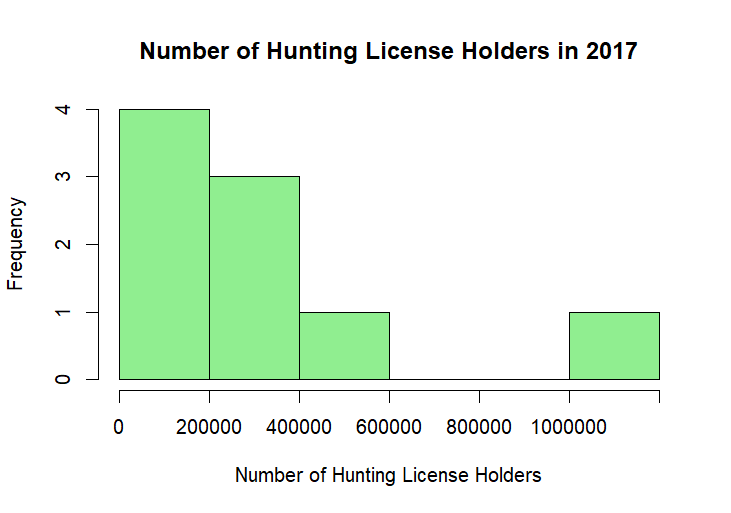 Number of Hunting License Holders in 2017
Frequency
4
3
2
1
0
0 200000 400000 600000 800000 1000000
Number of Hunting License Holders